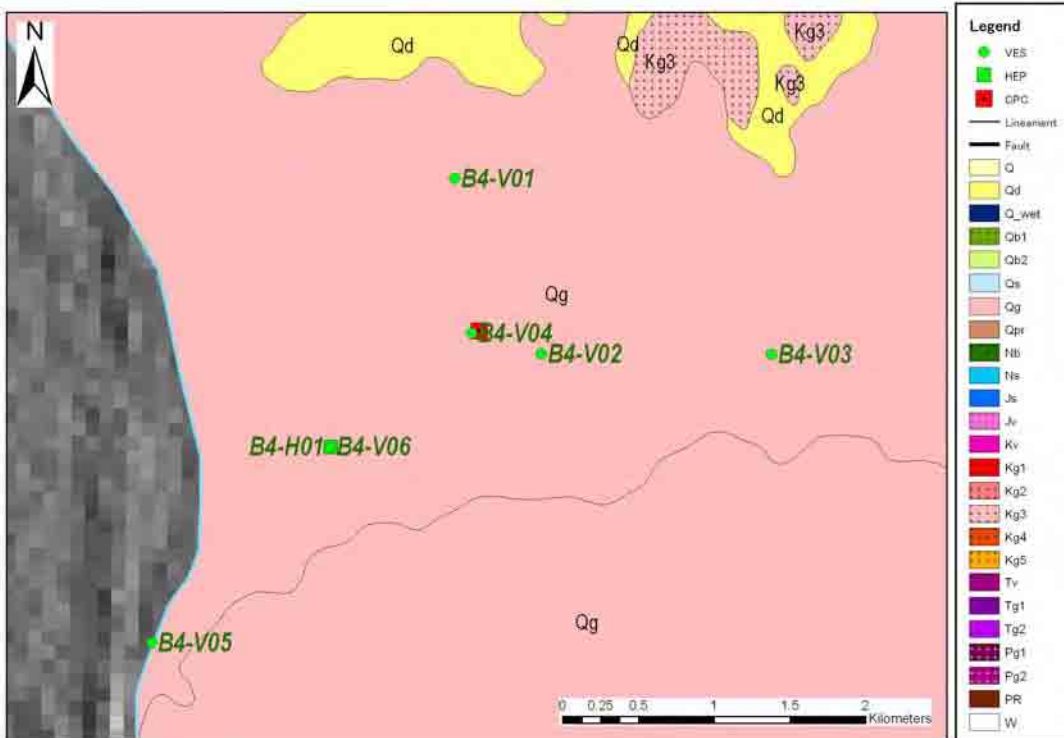 N
Qd
Qd
Kg3
Kg3
Kg3
Qd
B4-V01
Qg
B4-V04
B4-V02
B4-V03
B4-H01
B4-V06
Qg
B4-V05
0 0.25 0.5 1 1.5 2
Kilometers
Legend
VES
HEP
DPC
Lineament
Fault
Q
Qd
Q_wet
Qb1
Qb2
Qs
Qg
Qpr
Nb
Ns
Js
Jv
Kv
Kg1
Kg2
Kg3
Kg4
Kg5
Tv
Tg1
Tg2
Pg1
Pg2
PR
W